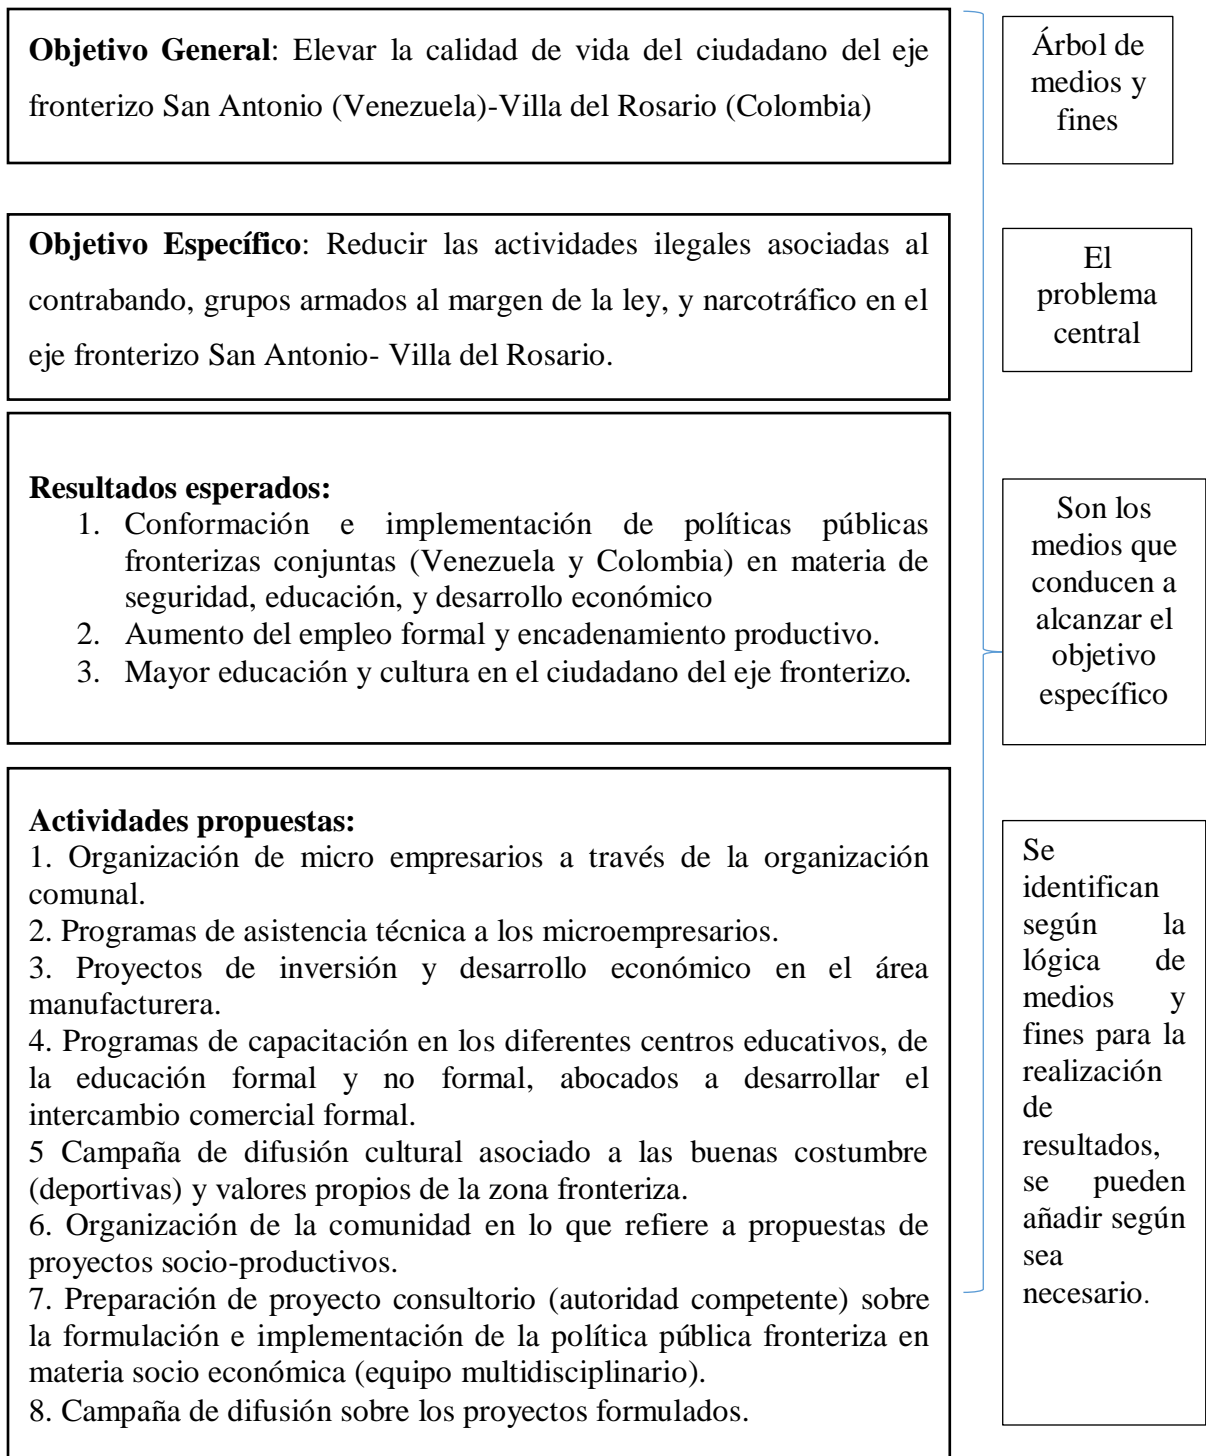 Objetivo General: Elevar la calidad de vida del ciudadano del eje
fronterizo San Antonio (Venezuela)-Villa del Rosario (Colombia)
Árbol de
medios y
fines
Objetivo Específico: Reducir las actividades ilegales asociadas al
contrabando, grupos armados al margen de la ley, y narcotráfico en el
eje fronterizo San Antonio- Villa del Rosario.
El
problema
central
Resultados esperados:
1. Conformación e implementación de políticas públicas
fronterizas conjuntas (Venezuela y Colombia) en materia de
seguridad, educación, y desarrollo económico
2. Aumento del empleo formal y encadenamiento productivo.
3. Mayor educación y cultura en el ciudadano del eje fronterizo.
Son los
medios que
conducen a
alcanzar el
objetivo
específico
Actividades propuestas:
1. Organización de micro empresarios a través de la organización
comunal.
2. Programas de asistencia técnica a los microempresarios.
3. Proyectos de inversión y desarrollo económico en el área
manufacturera.
4. Programas de capacitación en los diferentes centros educativos, de
la educación formal y no formal, abocados a desarrollar el
intercambio comercial formal.
5 Campaña de difusión cultural asociado a las buenas costumbre
(deportivas) y valores propios de la zona fronteriza.
6. Organización de la comunidad en lo que refiere a propuestas de
proyectos socio-productivos.
7. Preparación de proyecto consultorio (autoridad competente) sobre
la formulación e implementación de la política pública fronteriza en
materia socio económica (equipo multidisciplinario).
8. Campaña de difusión sobre los proyectos formulados.
Se
identifican
según la
lógica de
medios y
fines para la
realización
de
resultados,
se pueden
añadir según
sea
necesario.